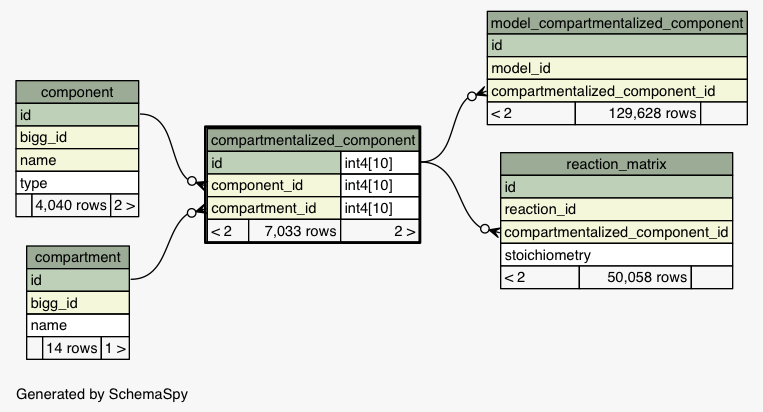 model_compartmentalized_component
id
model_id
compartmentalized_component_id
< 2 129,628 rows
component
id
bigg_id
name
type
4,040 rows 2 >
compartmentalized_component
id int4[10]
component_id int4[10]
compartment_id int4[10]
< 2 7,033 rows 2 >
reaction_matrix
id
reaction_id
compartmentalized_component_id
stoichiometry
< 2 50,058 rows
compartment
id
bigg_id
name
14 rows 1 >
Generated by SchemaSpy